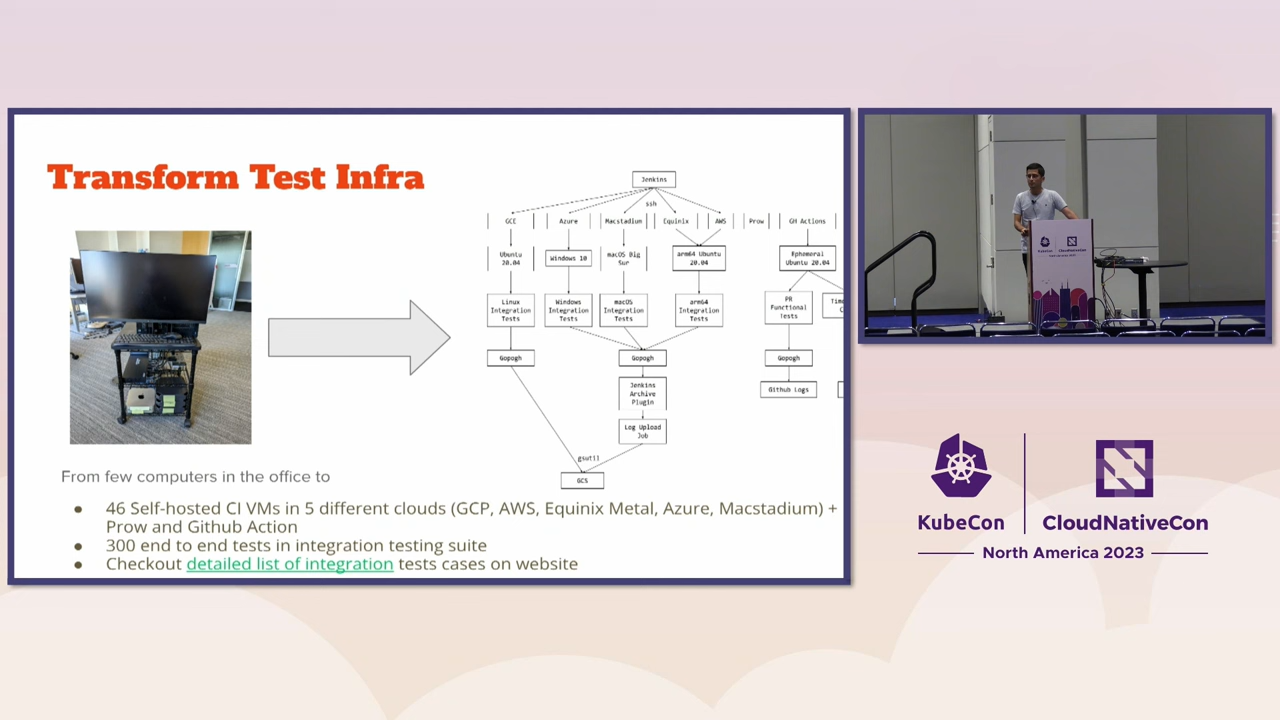 Transform Test Infra
Jenkins
ssh
GCE
Azure
Macstadium
Equinix
AWS
Prow
GH Actions
Ubuntu
20.04
Windows 10
macOS Big
Sur
arm64 Ubuntu
20.04
Ephemeral
Ubuntu 20.04
Linux
Integration
Tests
Windows
Integration
Tests
macOS
Integration
Tests
arm64
Integration
Tests
PR
Functional
Tests
Gopogh
Gopogh
Gopogh
Jenkins
Archive
Plugin
Github Logs
Log Upload
Job
gsutil
GCS
From few computers in the office to
● 46 Self-hosted CI VMs in 5 different clouds (GCP, AWS, Equinix Metal, Azure, Macstadium) +
Prow and Github Action
● 300 end to end tests in integration testing suite
● Checkout detailed list of integration tests cases on website
KubeCon
CloudNativeCon
North America 2023